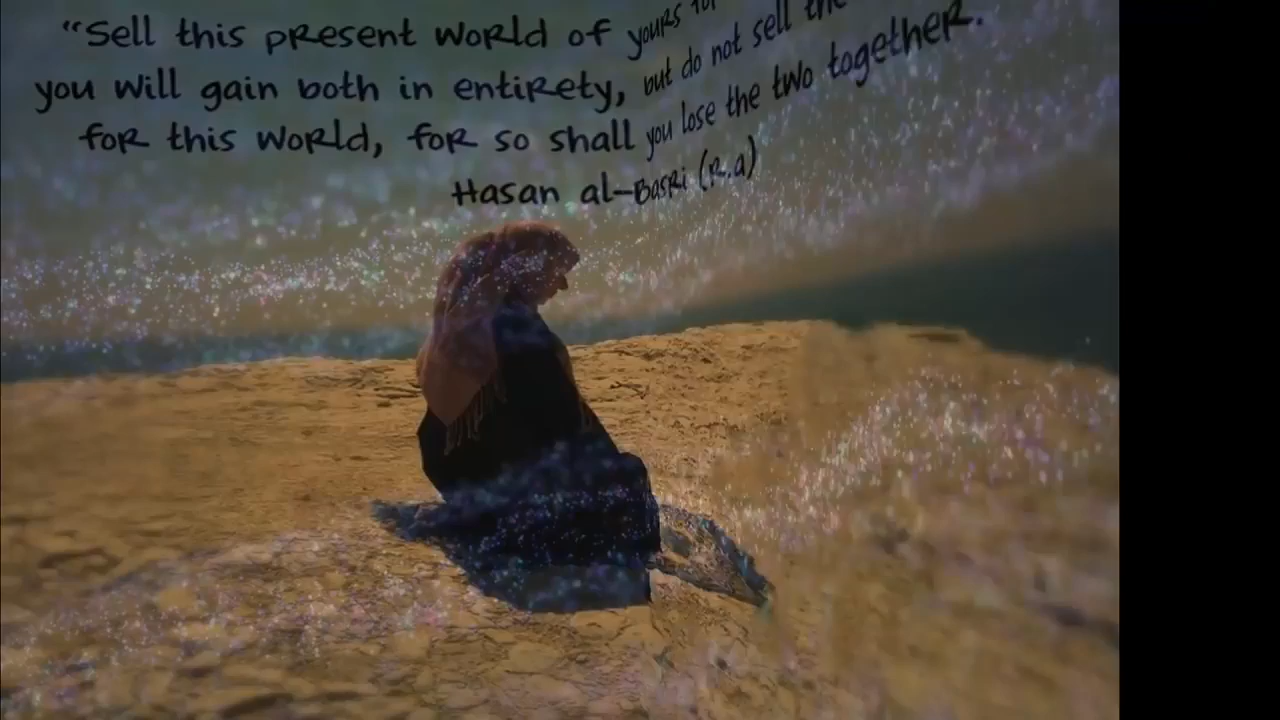 “Sell this present world of yours for
you will gain both in entirety, but do not sell the
for this world, for so shall you lose the two together.
Hasan al-Basri (R.a)